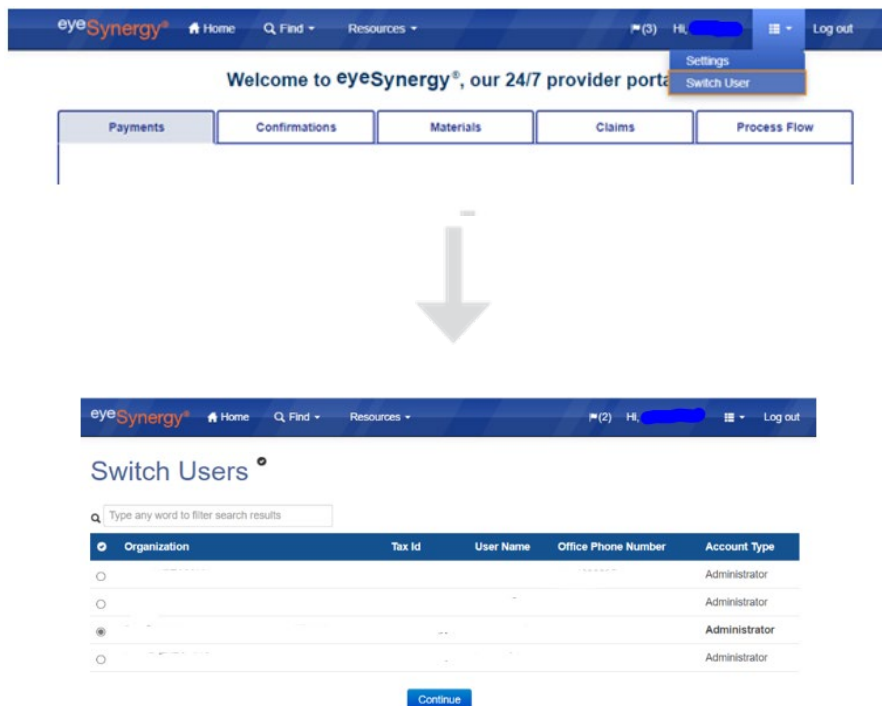 eyeSynergy® Home Find Resources (3) Hi, Log out
Settings
Welcome to eyeSynergy®, our 24/7 provider porta Switch User
Payments Confirmations Materials Claims Process Flow
eyeSynergy® Home Find Resources (2) Hi, Log out
Switch Users
Type any word to filter search results
Organization Tax Id User Name Office Phone Number Account Type
Administrator
Administrator
Administrator
Administrator
Continue